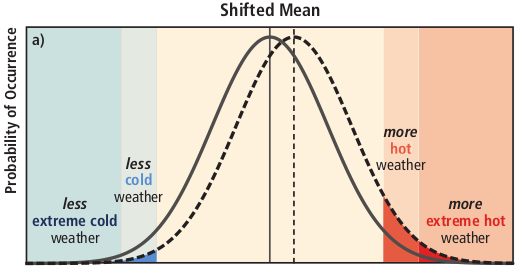 Shifted Mean
Probability of Occurrence
a)
less
extreme cold
weather
less
cold
weather
more
hot
weather
more
extreme hot
weather